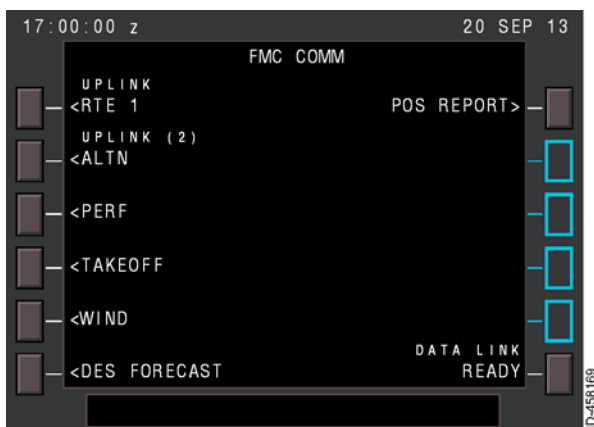 17:00:00 z 20 SEP 13
FMC COMM
UPLINK
<RTE 1 POS REPORT>
UPLINK (2)
<ALTN
<PERF
<TAKEOFF
<WIND
DATA LINK
<DES FORECAST READY
D-458169